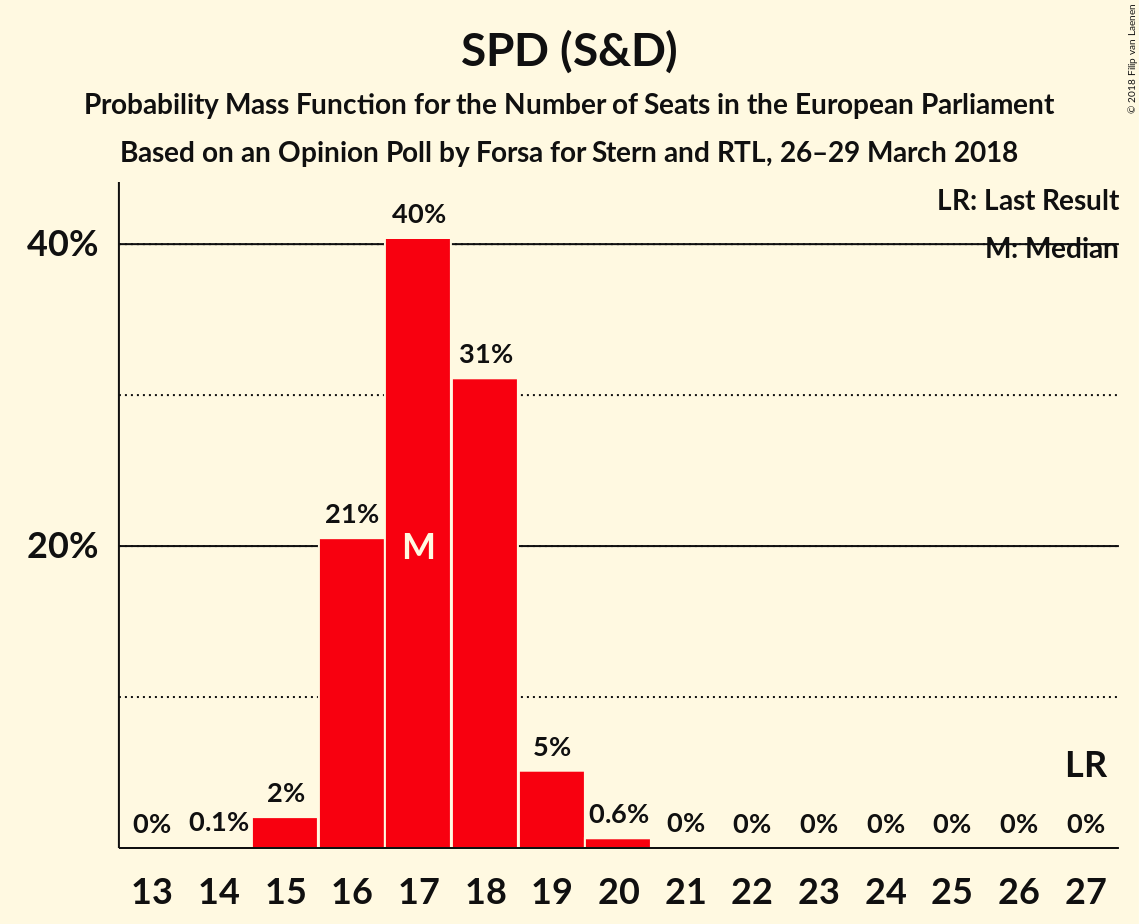 SPD (S&D)
Probability Mass Function for the Number of Seats in the European Parliament
Based on an Opinion Poll by Forsa for Stern and RTL, 26–29 March 2018
© 2018 Filip van Laenen
LR: Last Result
M: Median
40%
20%
0%
0.1%
2%
21%
40%
M
31%
5%
0.6%
0%
0%
0%
0%
0%
0%
LR
0%
13 14 15 16 17 18 19 20 21 22 23 24 25 26 27